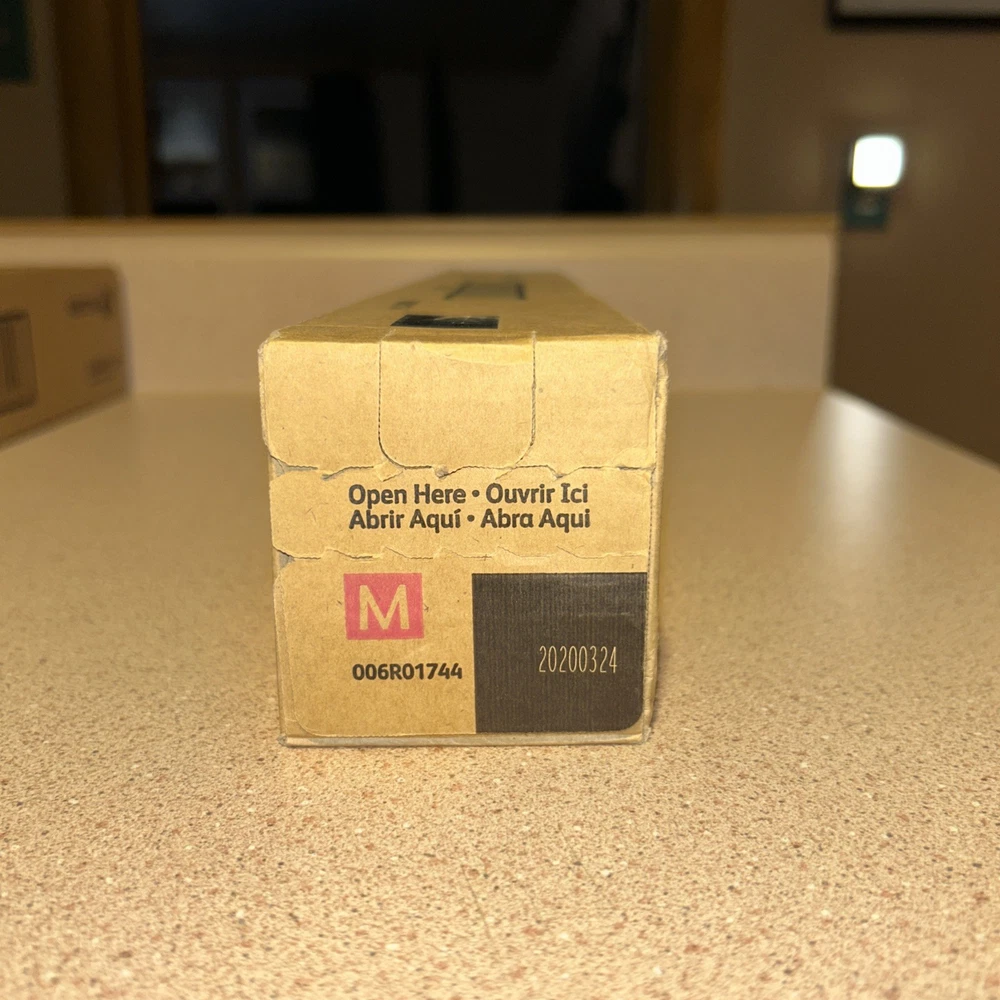 Open Here • Ouvrir Ici
Abrir Aquí • Abra Aqui
M
006R01744
20200324